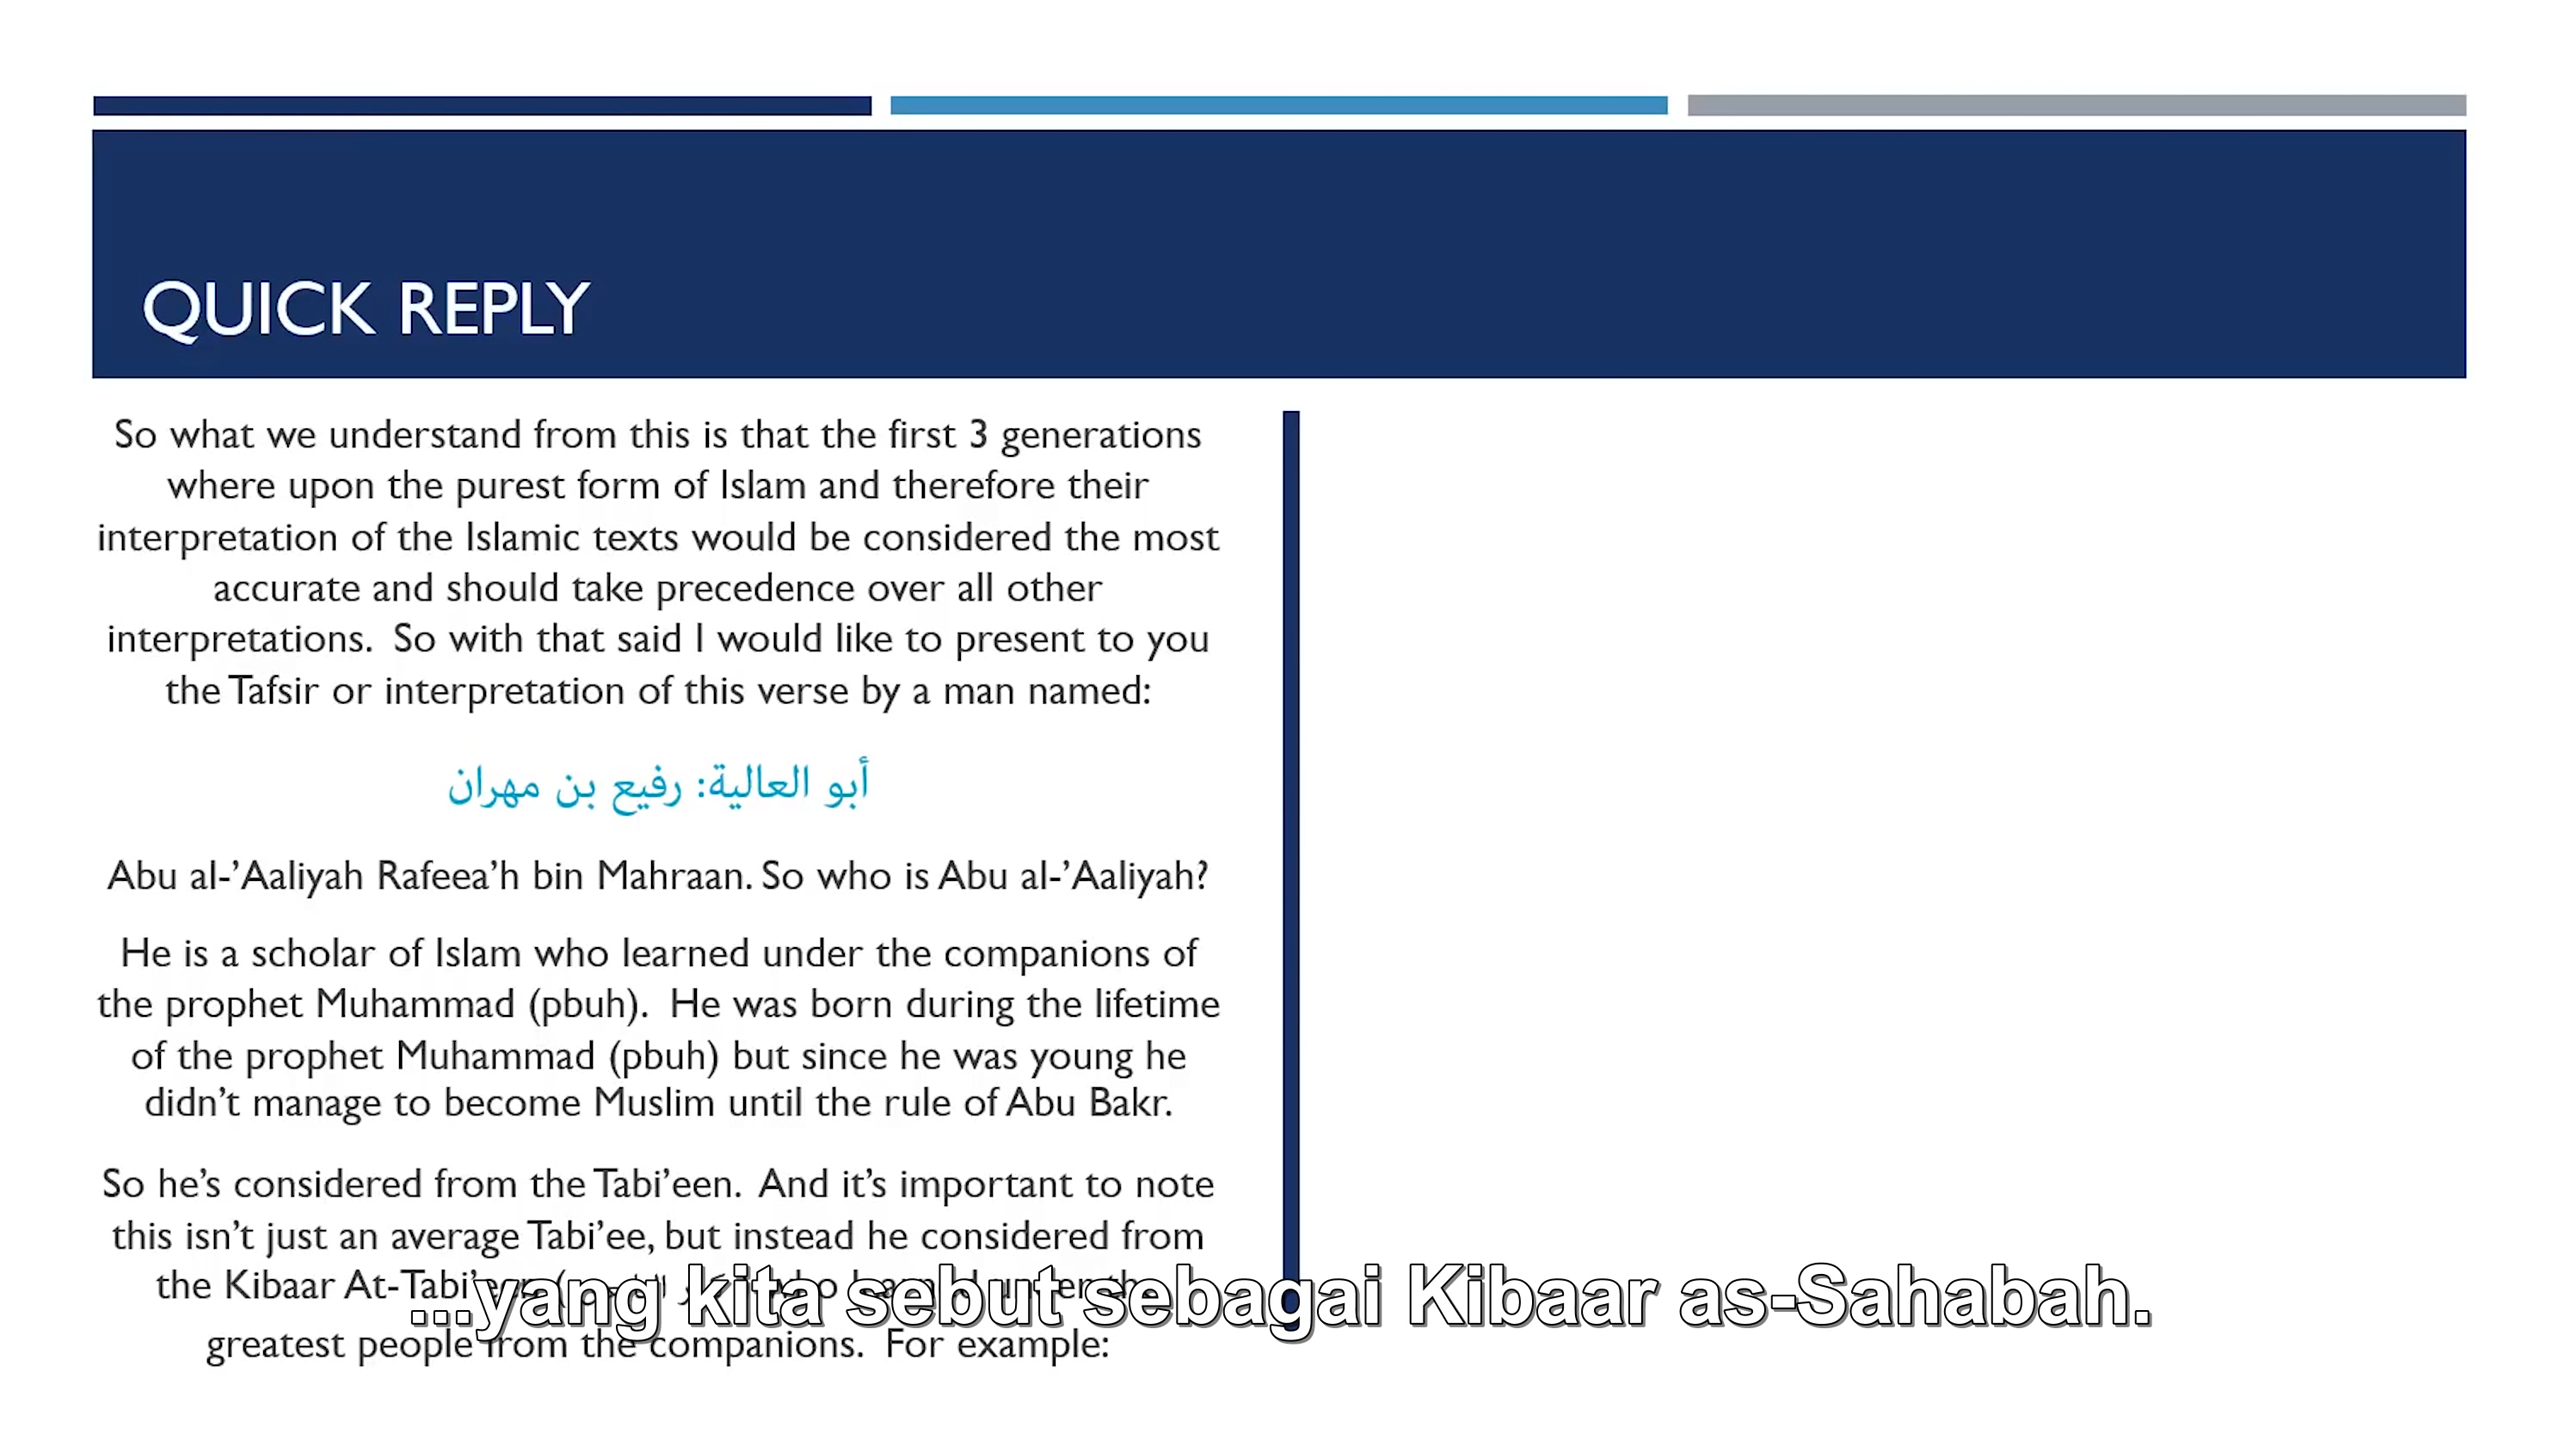 QUICK REPLY
So what we understand from this is that the first 3 generations
where upon the purest form of Islam and therefore their
interpretation of the Islamic texts would be considered the most
accurate and should take precedence over all other
interpretations. So with that said I would like to present to you
the Tafsir or interpretation of this verse by a man named:
أبو العالية: رفيع بن مهران
Abu al-’Aaliyah Rafeea’h bin Mahraan. So who is Abu al-’Aaliyah?
He is a scholar of Islam who learned under the companions of
the prophet Muhammad (pbuh). He was born during the lifetime
of the prophet Muhammad (pbuh) but since he was young he
didn’t manage to become Muslim until the rule of Abu Bakr.
So he’s considered from the Tabi’een. And it’s important to note
this isn’t just an average Tabi’ee, but instead he considered from
the Kibaar At-Tabi’een
greatest people from the companions. For example:
...yang kita sebut sebagai Kibaar as-Sahabah.